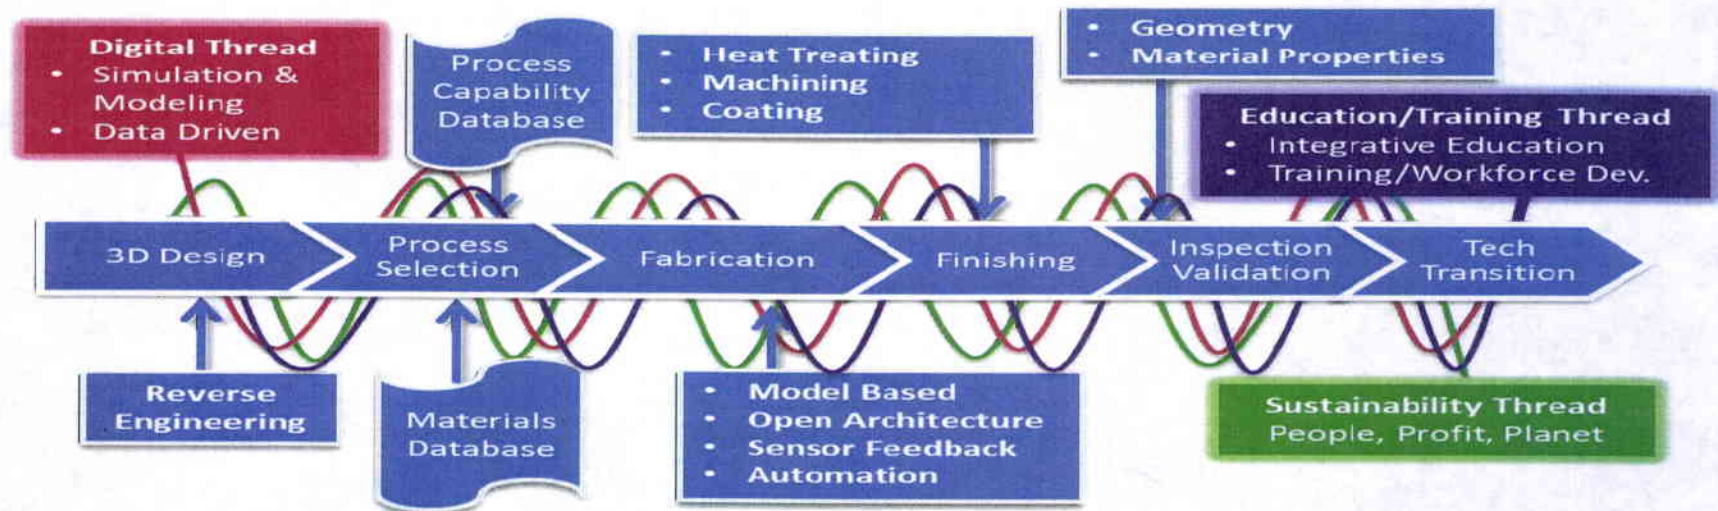 Digital Thread
• Simulation &
Modeling
• Data Driven
Process
Capability
Database
• Heat Treating
• Machining
• Coating
• Geometry
• Material Properties
Education/Training Thread
• Integrative Education
• Training/Workforce Dev.
3D Design
Process
Selection
Fabrication
Finishing
Inspection
Validation
Tech
Transition
Reverse
Engineering
Materials
Database
• Model Based
• Open Architecture
• Sensor Feedback
• Automation
Sustainability Thread
People, Profit, Planet